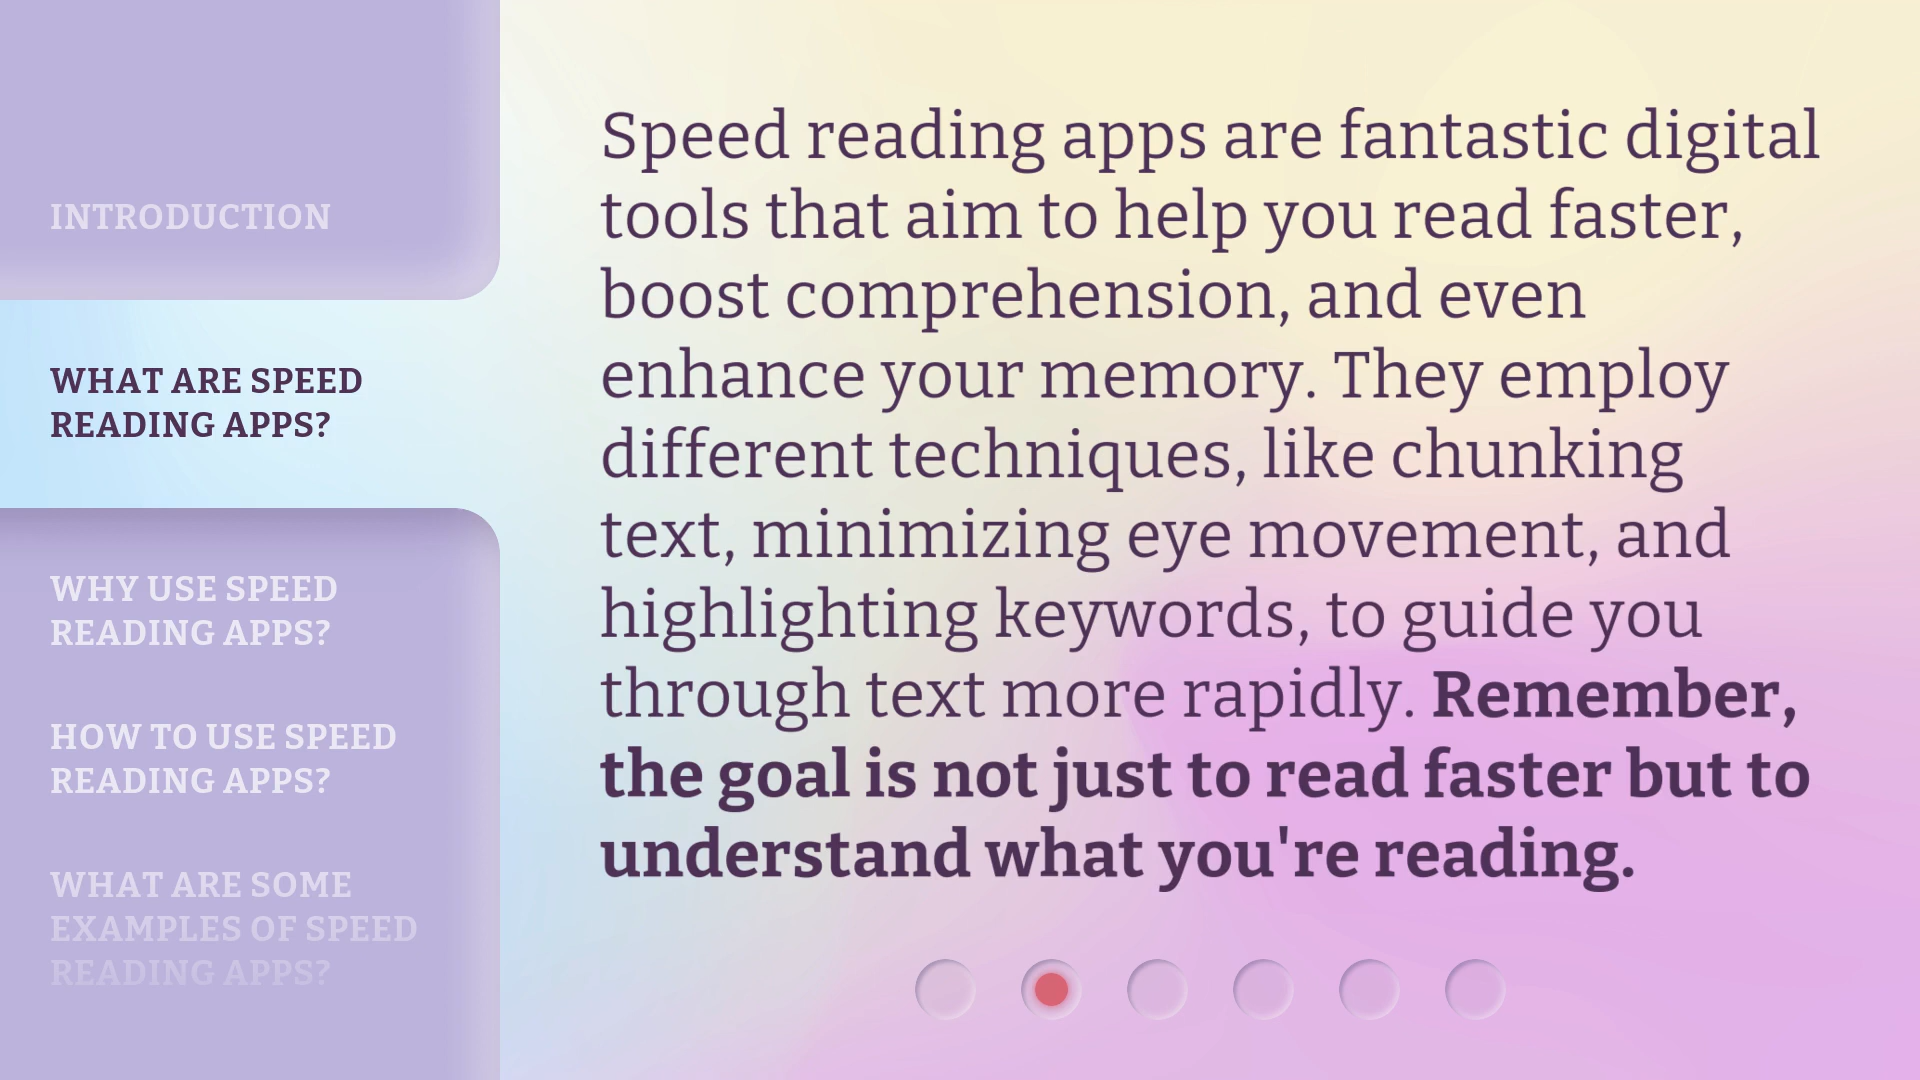 INTRODUCTION
WHAT ARE SPEED
READING APPS?
WHY USE SPEED
READING APPS?
HOW TO USE SPEED
READING APPS?
WHAT ARE SOME
EXAMPLES OF SPEED
READING APPS?
Speed reading apps are fantastic digital
tools that aim to help you read faster,
boost comprehension, and even
enhance your memory. They employ
different techniques, like chunking
text, minimizing eye movement, and
highlighting keywords, to guide you
through text more rapidly. Remember,
the goal is not just to read faster but to
understand what you're reading.